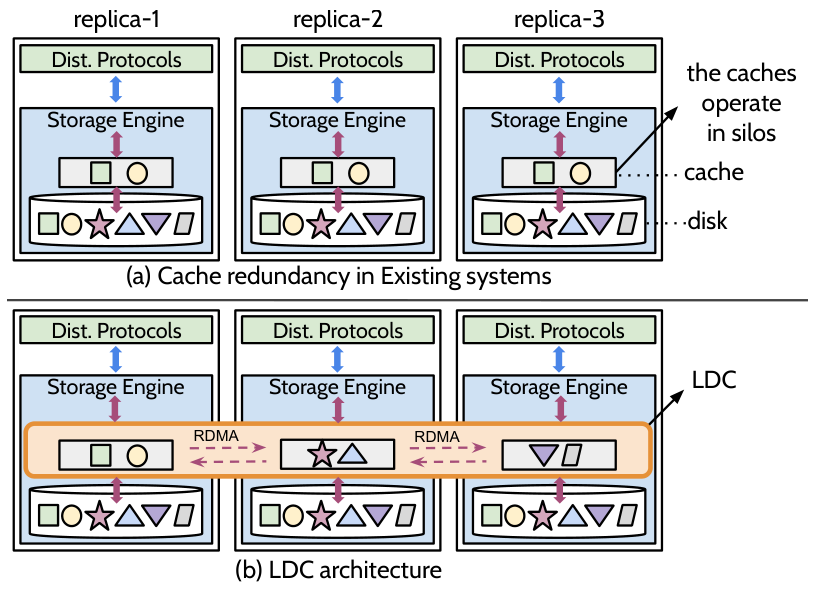 replica-1 replica-2 replica-3
Dist. Protocols Dist. Protocols Dist. Protocols
the caches
operate
in silos
Storage Engine Storage Engine Storage Engine
cache
disk
(a) Cache redundancy in Existing systems
Dist. Protocols Dist. Protocols Dist. Protocols
Storage Engine Storage Engine Storage Engine
LDC
RDMA RDMA
(b) LDC architecture